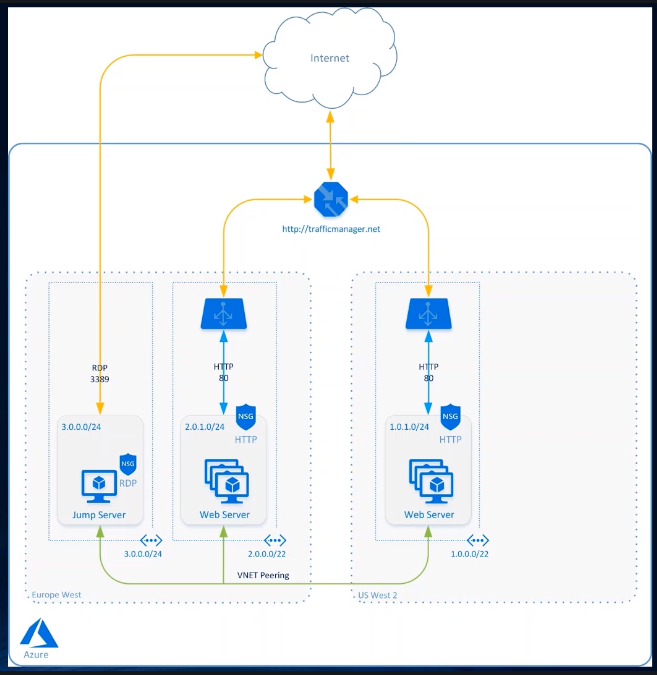 Internet
http://trafficmanager.net
RDP
3389
HTTP
80
HTTP
80
3.0.0.0/24
NSG
RDP
Jump Server
2.0.1.0/24
NSG
HTTP
Web Server
1.0.1.0/24
NSG
HTTP
Web Server
3.0.0.0/24
2.0.0.0/22
1.0.0.0/22
VNET Peering
Europe West
US West 2
Azure